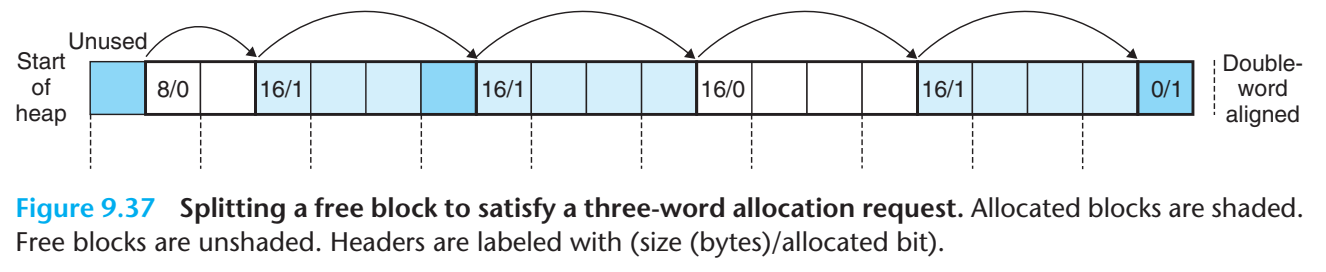 Unused
Start
of
heap
8/0 16/1 16/1 16/0 16/1 0/1
Double-
word
aligned
Figure 9.37 Splitting a free block to satisfy a three-word allocation request. Allocated blocks are shaded.
Free blocks are unshaded. Headers are labeled with (size (bytes)/allocated bit).